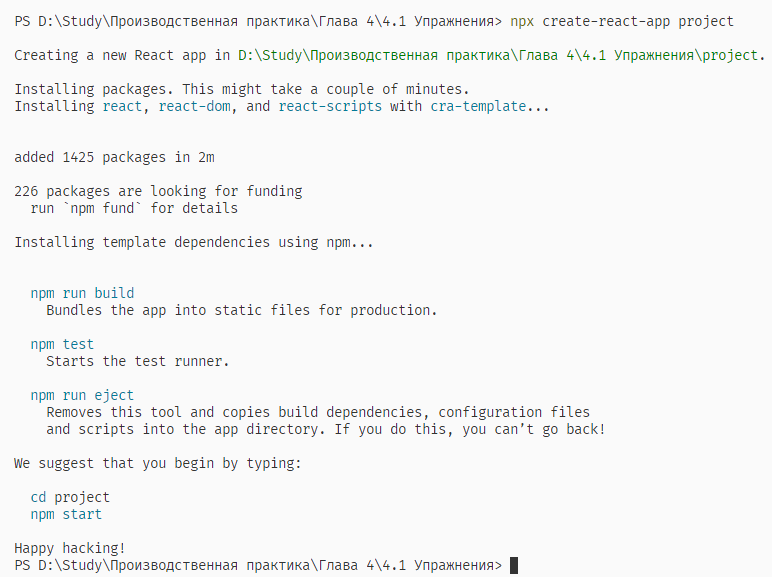 PS D:\Study\Производственная практика\Глава 4\4.1 Упражнения> npx create-react-app project
Creating a new React app in D:\Study\Производственная практика\Глава 4\4.1 Упражнения\project.
Installing packages. This might take a couple of minutes.
Installing react, react-dom, and react-scripts with cra-template...
added 1425 packages in 2m
226 packages are looking for funding
  run `npm fund` for details
Installing template dependencies using npm...
  npm run build
    Bundles the app into static files for production.
  npm test
    Starts the test runner.
  npm run eject
    Removes this tool and copies build dependencies, configuration files
    and scripts into the app directory. If you do this, you can’t go back!
We suggest that you begin by typing:
  cd project
  npm start
Happy hacking!
PS D:\Study\Производственная практика\Глава 4\4.1 Упражнения>